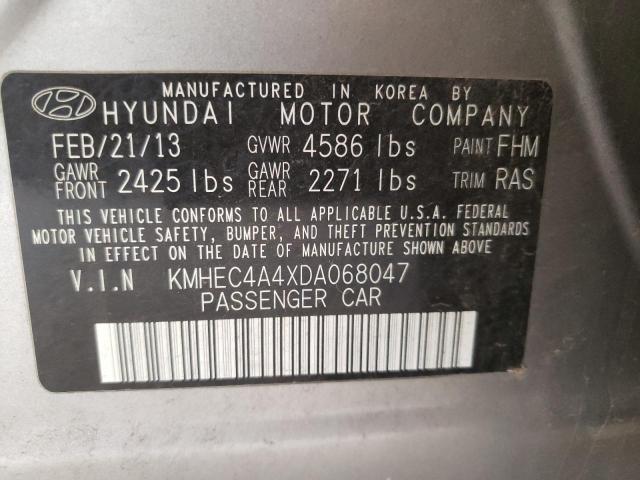 MANUFACTURED IN KOREA BY
HYUNDAI MOTOR COMPANY
FEB/21/13 GVWR 4586 lbs PAINT FHM
GAWR FRONT 2425 lbs GAWR REAR 2271 lbs TRIM RAS
THIS VEHICLE CONFORMS TO ALL APPLICABLE U.S.A. FEDERAL
MOTOR VEHICLE SAFETY, BUMPER, AND THEFT PREVENTION STANDARDS
IN EFFECT ON THE DATE OF MANUFACTURE SHOWN ABOVE
V.I.N KMHEC4A4XDA068047
PASSENGER CAR